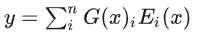 $y = \sum_{i}^{n} G(x)_i E_i(x)$